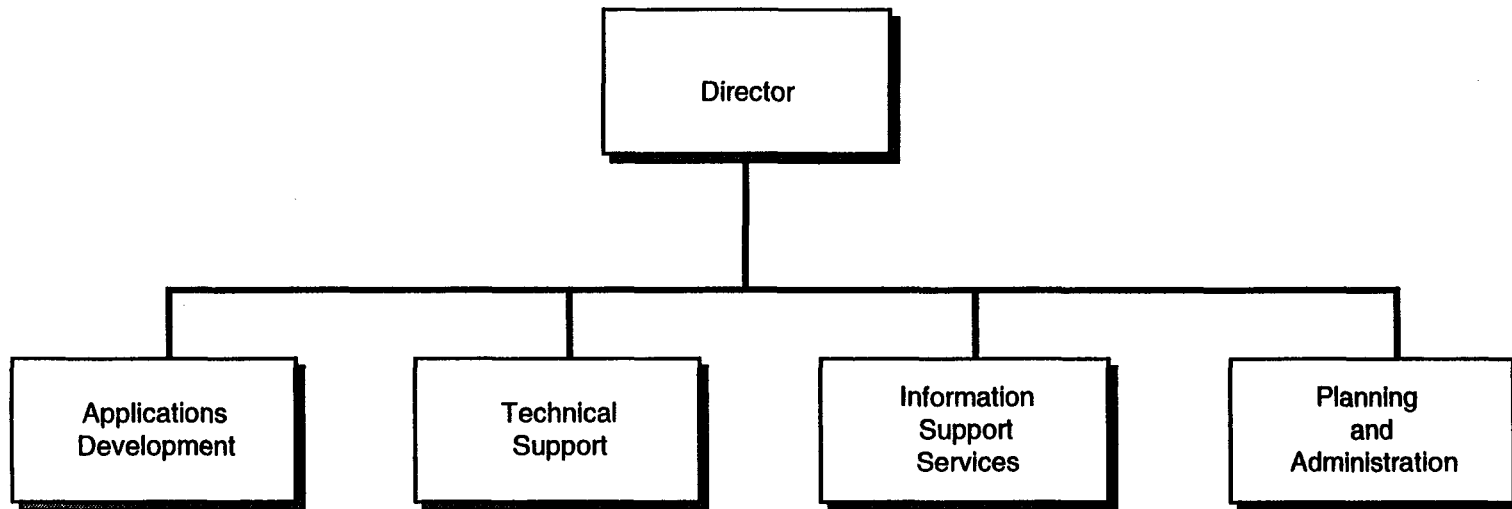 Director
Applications
Development
Technical
Support
Information
Support
Services
Planning
and
Administration